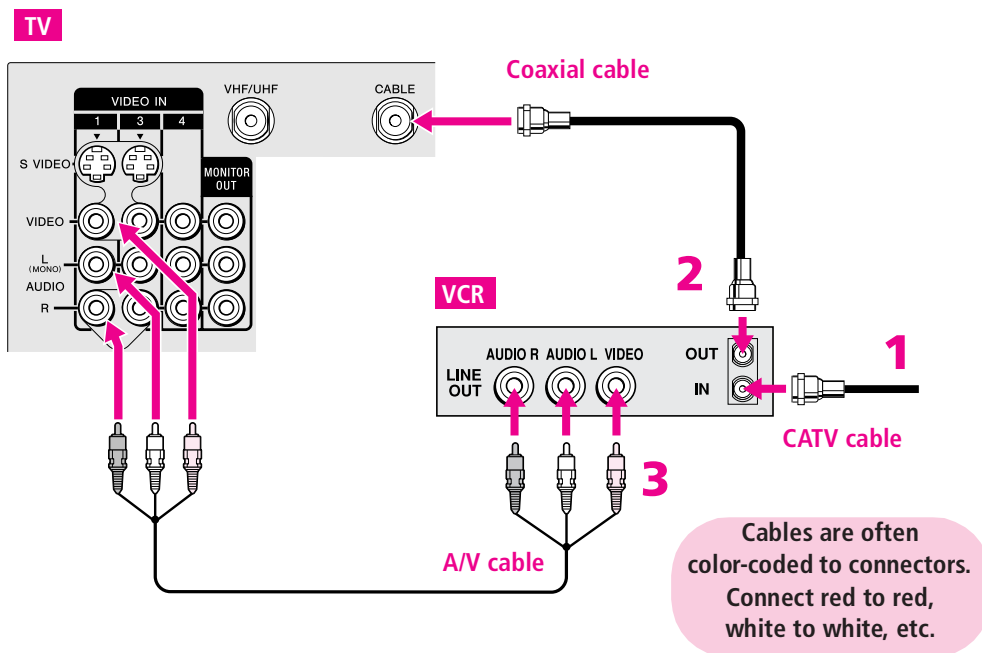 TV
Coaxial cable
VHF/UHF
CABLE
VIDEO IN
1 3 4
S VIDEO
MONITOR
OUT
VIDEO
L
(MONO)
AUDIO
R
2
VCR
1
AUDIO R AUDIO L VIDEO
OUT
LINE
OUT
IN
CATV cable
3
A/V cable
Cables are often
color-coded to connectors.
Connect red to red,
white to white, etc.